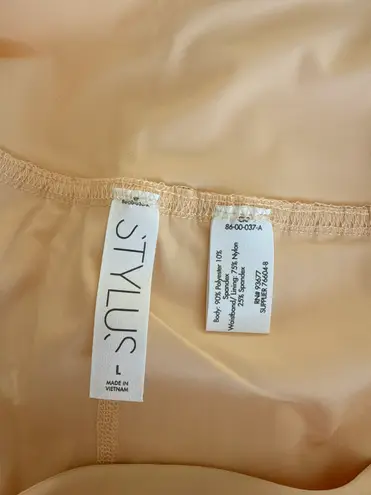 STYLUS
L
MADE IN
VIETNAM
86-00-037-A
Body: 90% Polyester 10%
Spandex
Waistband/ Lining: 75% Nylon
25% Spandex
RN# 93677
SUPPLIER 76604-8